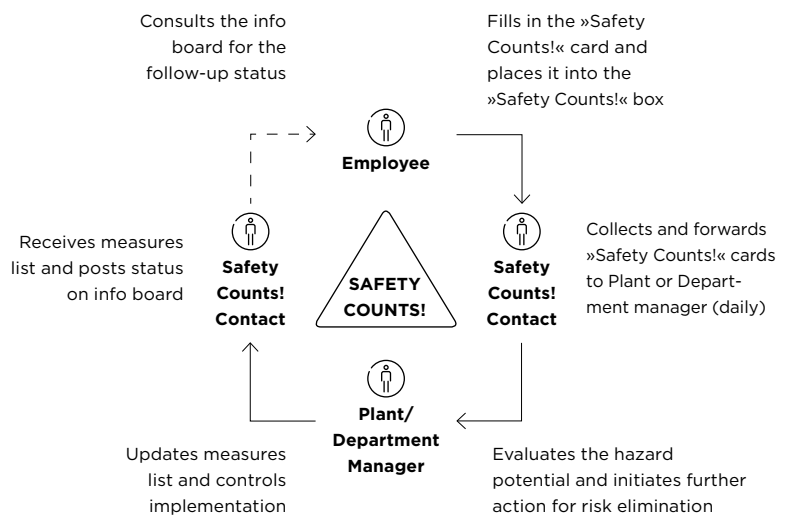 Consults the info
board for the
follow-up status
Fills in the »Safety
Counts!« card and
places it into the
»Safety Counts!« box
Employee
Receives measures
list and posts status
on info board
Safety
Counts!
Contact
SAFETY
COUNTS!
Safety
Counts!
Contact
Collects and forwards
»Safety Counts!« cards
to Plant or Depart-
ment manager (daily)
Plant/
Department
Manager
Updates measures
list and controls
implementation
Evaluates the hazard
potential and initiates further
action for risk elimination